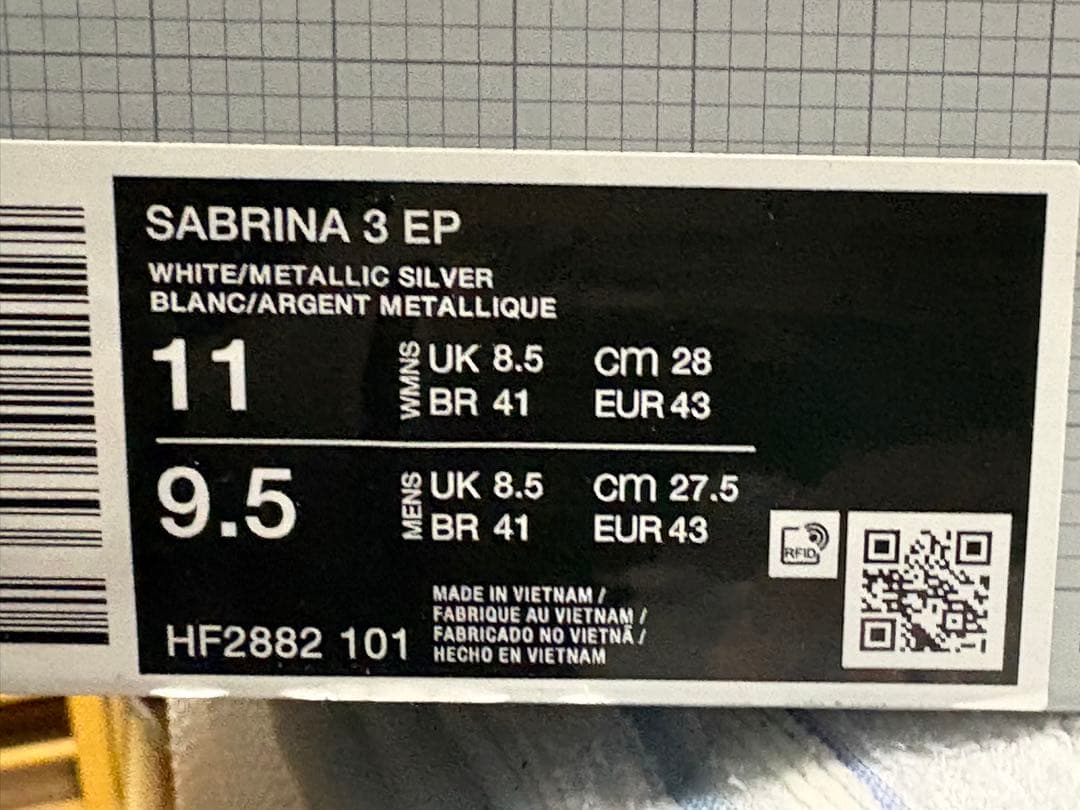 SABRINA 3 EP
WHITE/METALLIC SILVER
BLANC/ARGENT METALLIQUE
11 WMNS UK 8.5 cm 28
BR 41 EUR 43
9.5 MENS UK 8.5 cm 27.5
BR 41 EUR 43
RFID
MADE IN VIETNAM /
FABRIQUE AU VIETNAM /
FABRICADO NO VIETNÃ /
HECHO EN VIETNAM
HF2882 101